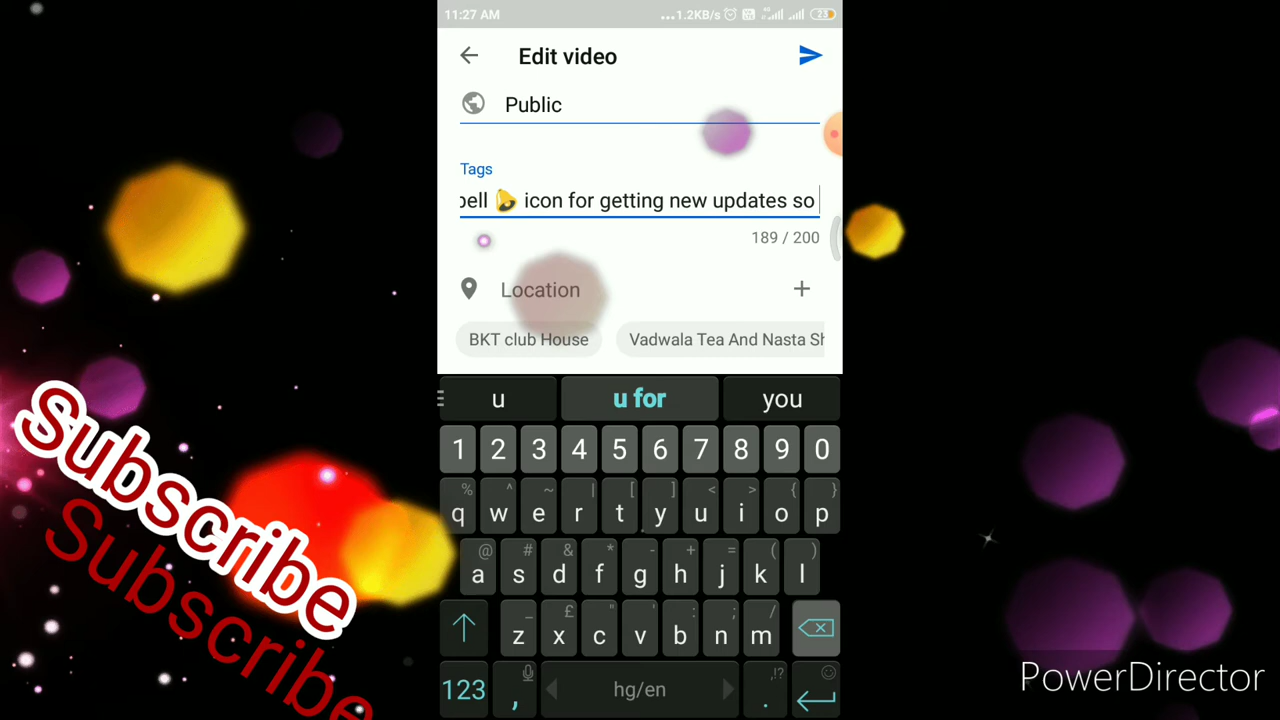 11:27 AM ...1.2KB/s 23
Edit video
Public
Tags
bell 🔔 icon for getting new updates so
189 / 200
Location
BKT club House Vadwala Tea And Nasta Sh
u u for you
1 2 3 4 5 6 7 8 9 0
% ^ ~ | [ ] < > { }
q w e r t y u i o p
@ # & * - + = ( )
a s d f g h j k l
_ £ " ' : ; /
z x c v b n m
123 , hg/en . ,!?
Subscribe
Subscribe
PowerDirector